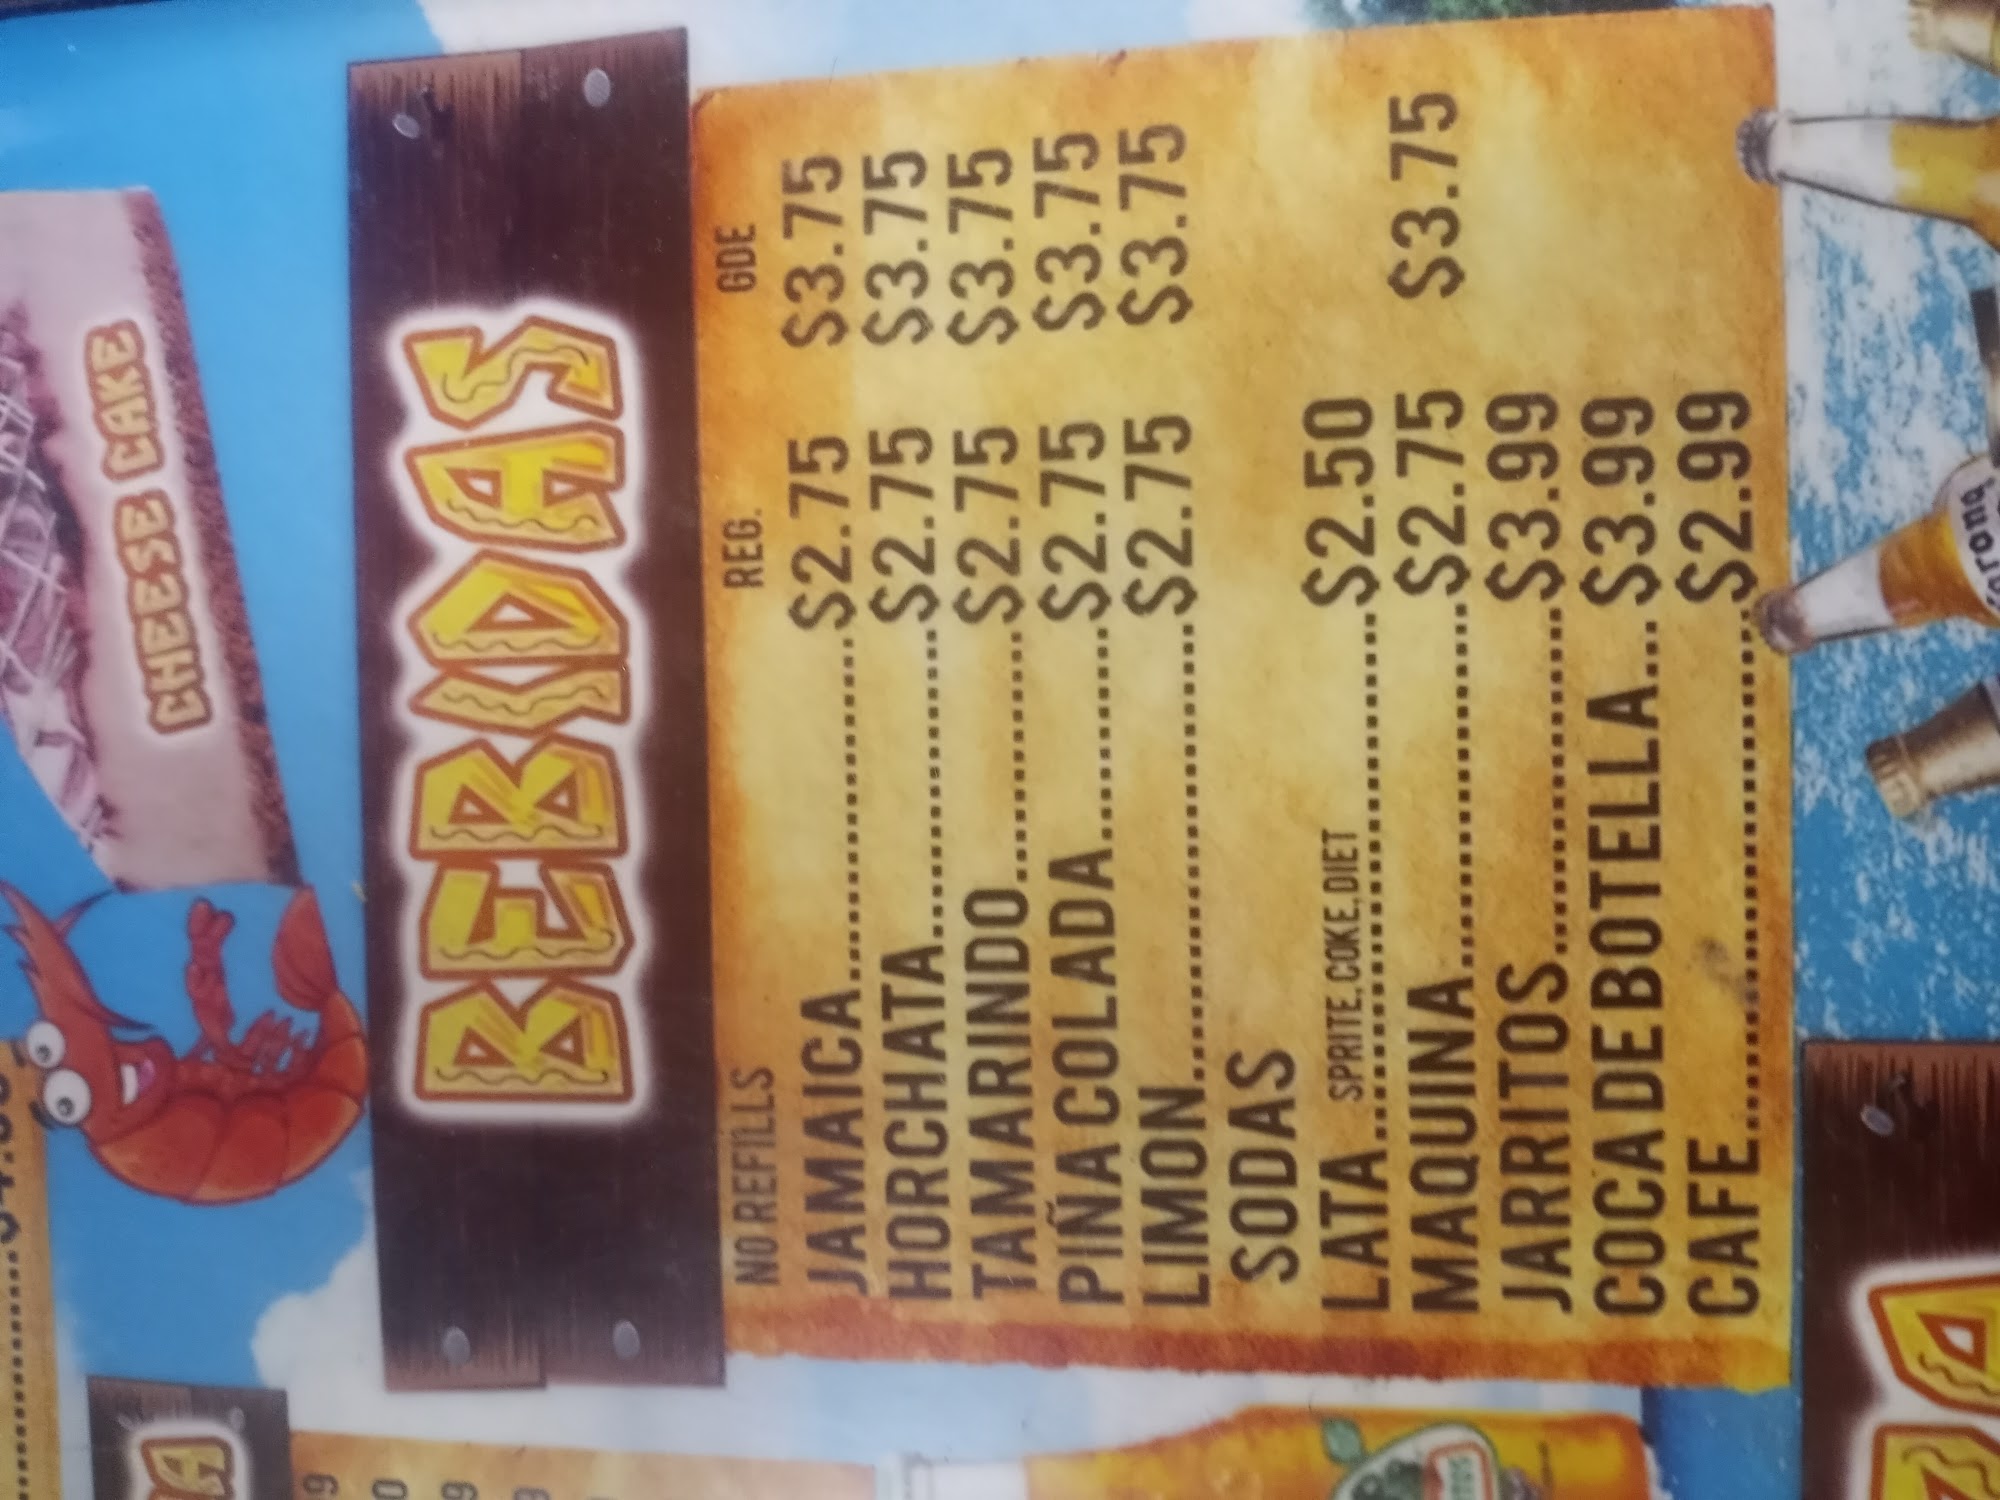 CHEESE CAKE
BEBIDAS
NO REFILLS REG. GDE
JAMAICA $2.75 $3.75
HORCHATA $2.75 $3.75
TAMARINDO $2.75 $3.75
PIÑA COLADA $2.75 $3.75
LIMON $2.75 $3.75
SODAS
SPRITE, COKE, DIET
LATA $2.50
MAQUINA $2.75 $3.75
JARRITOS $3.99
COCA DE BOTELLA $3.99
CAFE $2.99